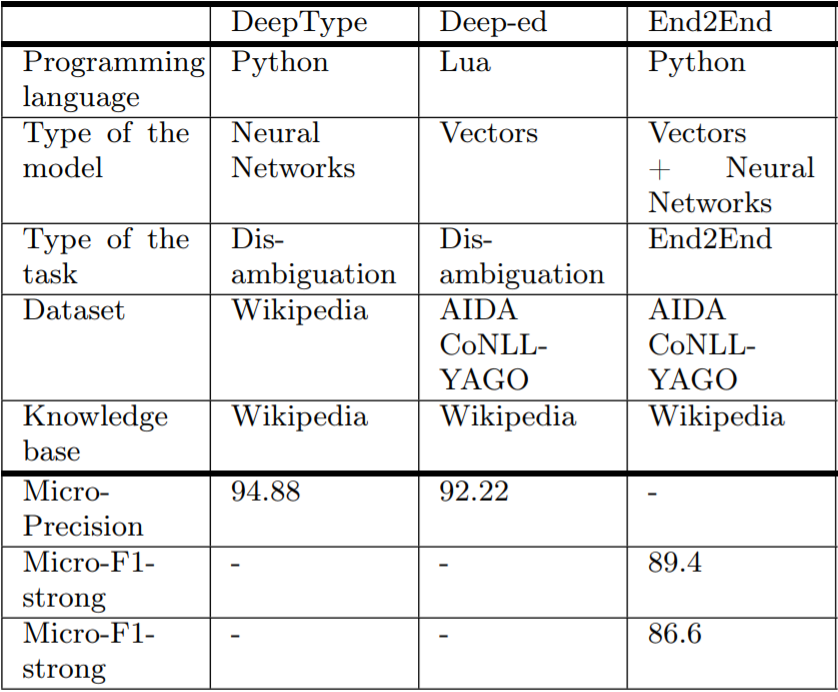 DeepType Deep-ed End2End
Programming Python Lua Python
language
Type of the Neural Vectors Vectors
model Networks + Neural
Networks
Type of the Dis- Dis- End2End
task ambiguation ambiguation
Dataset Wikipedia AIDA AIDA
CoNLL- CoNLL-
YAGO YAGO
Knowledge Wikipedia Wikipedia Wikipedia
base
Micro- 94.88 92.22 -
Precision
Micro-F1- - - 89.4
strong
Micro-F1- - - 86.6
strong